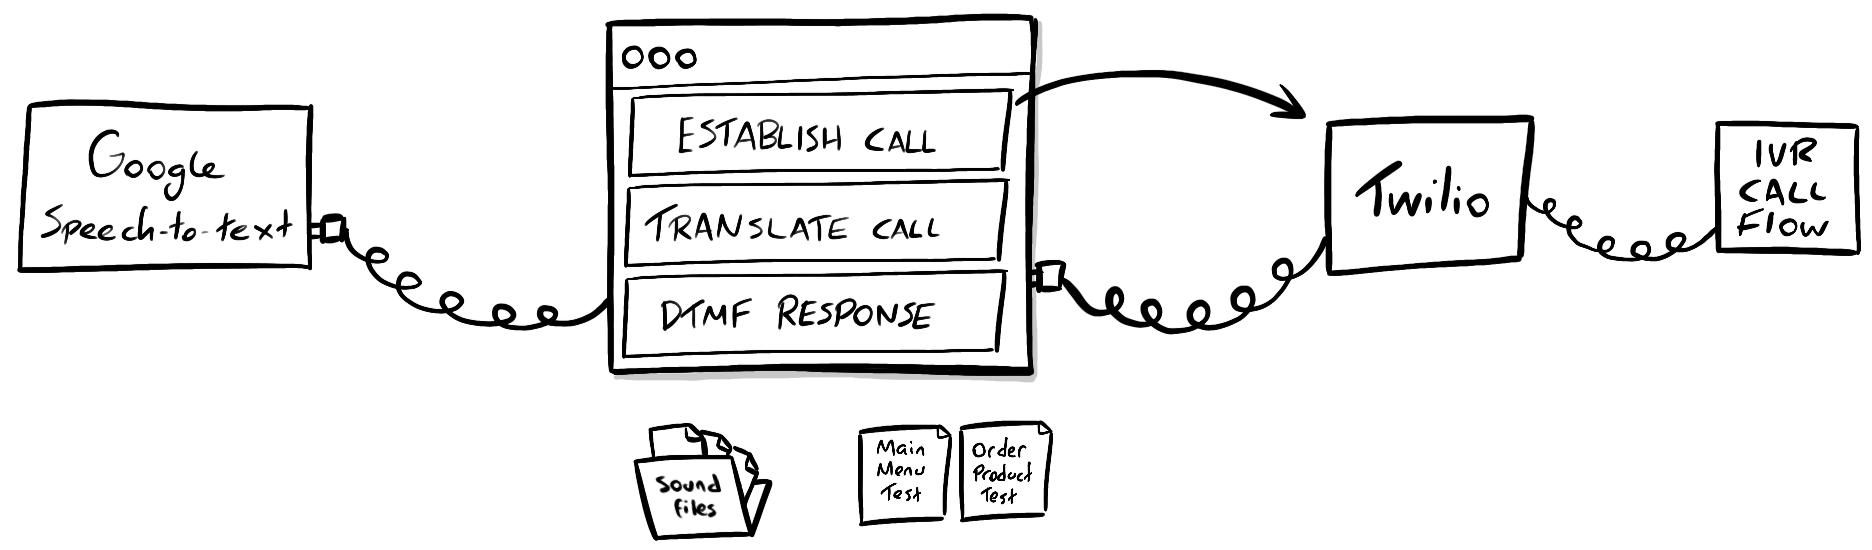 Google
Speech-to-text
ESTABLISH CALL
TRANSLATE CALL
DTMF RESPONSE
Twilio
IVR
CALL
FLOW
Sound
files
Main
Menu
Test
Order
Product
Test